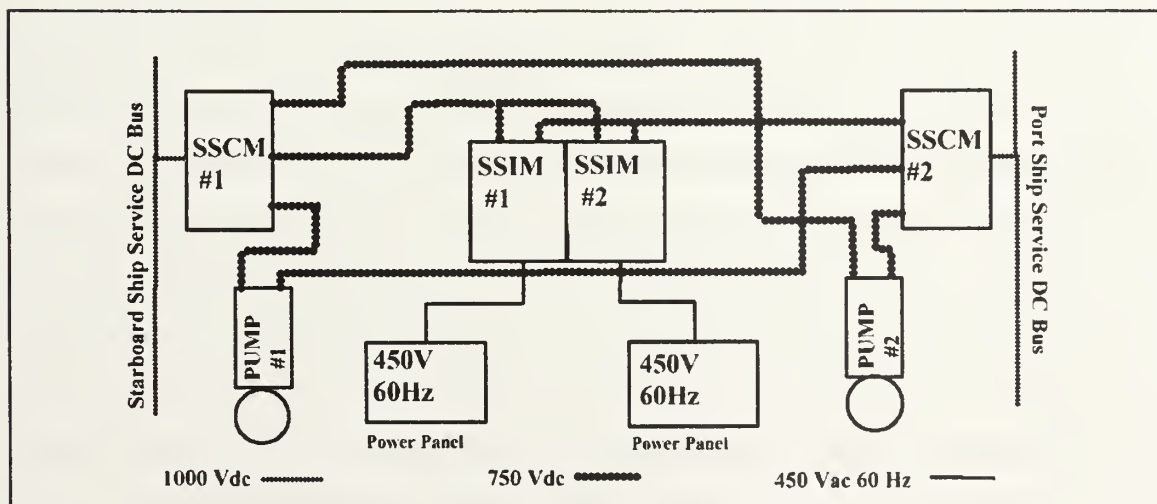 Starboard Ship Service DC Bus
SSCM
#1
SSIM
#1
SSIM
#2
SSCM
#2
Port Ship Service DC Bus
PUMP
#1
450V
60Hz
Power Panel
450V
60Hz
Power Panel
PUMP
#2
1000 Vdc
750 Vdc
450 Vac 60 Hz